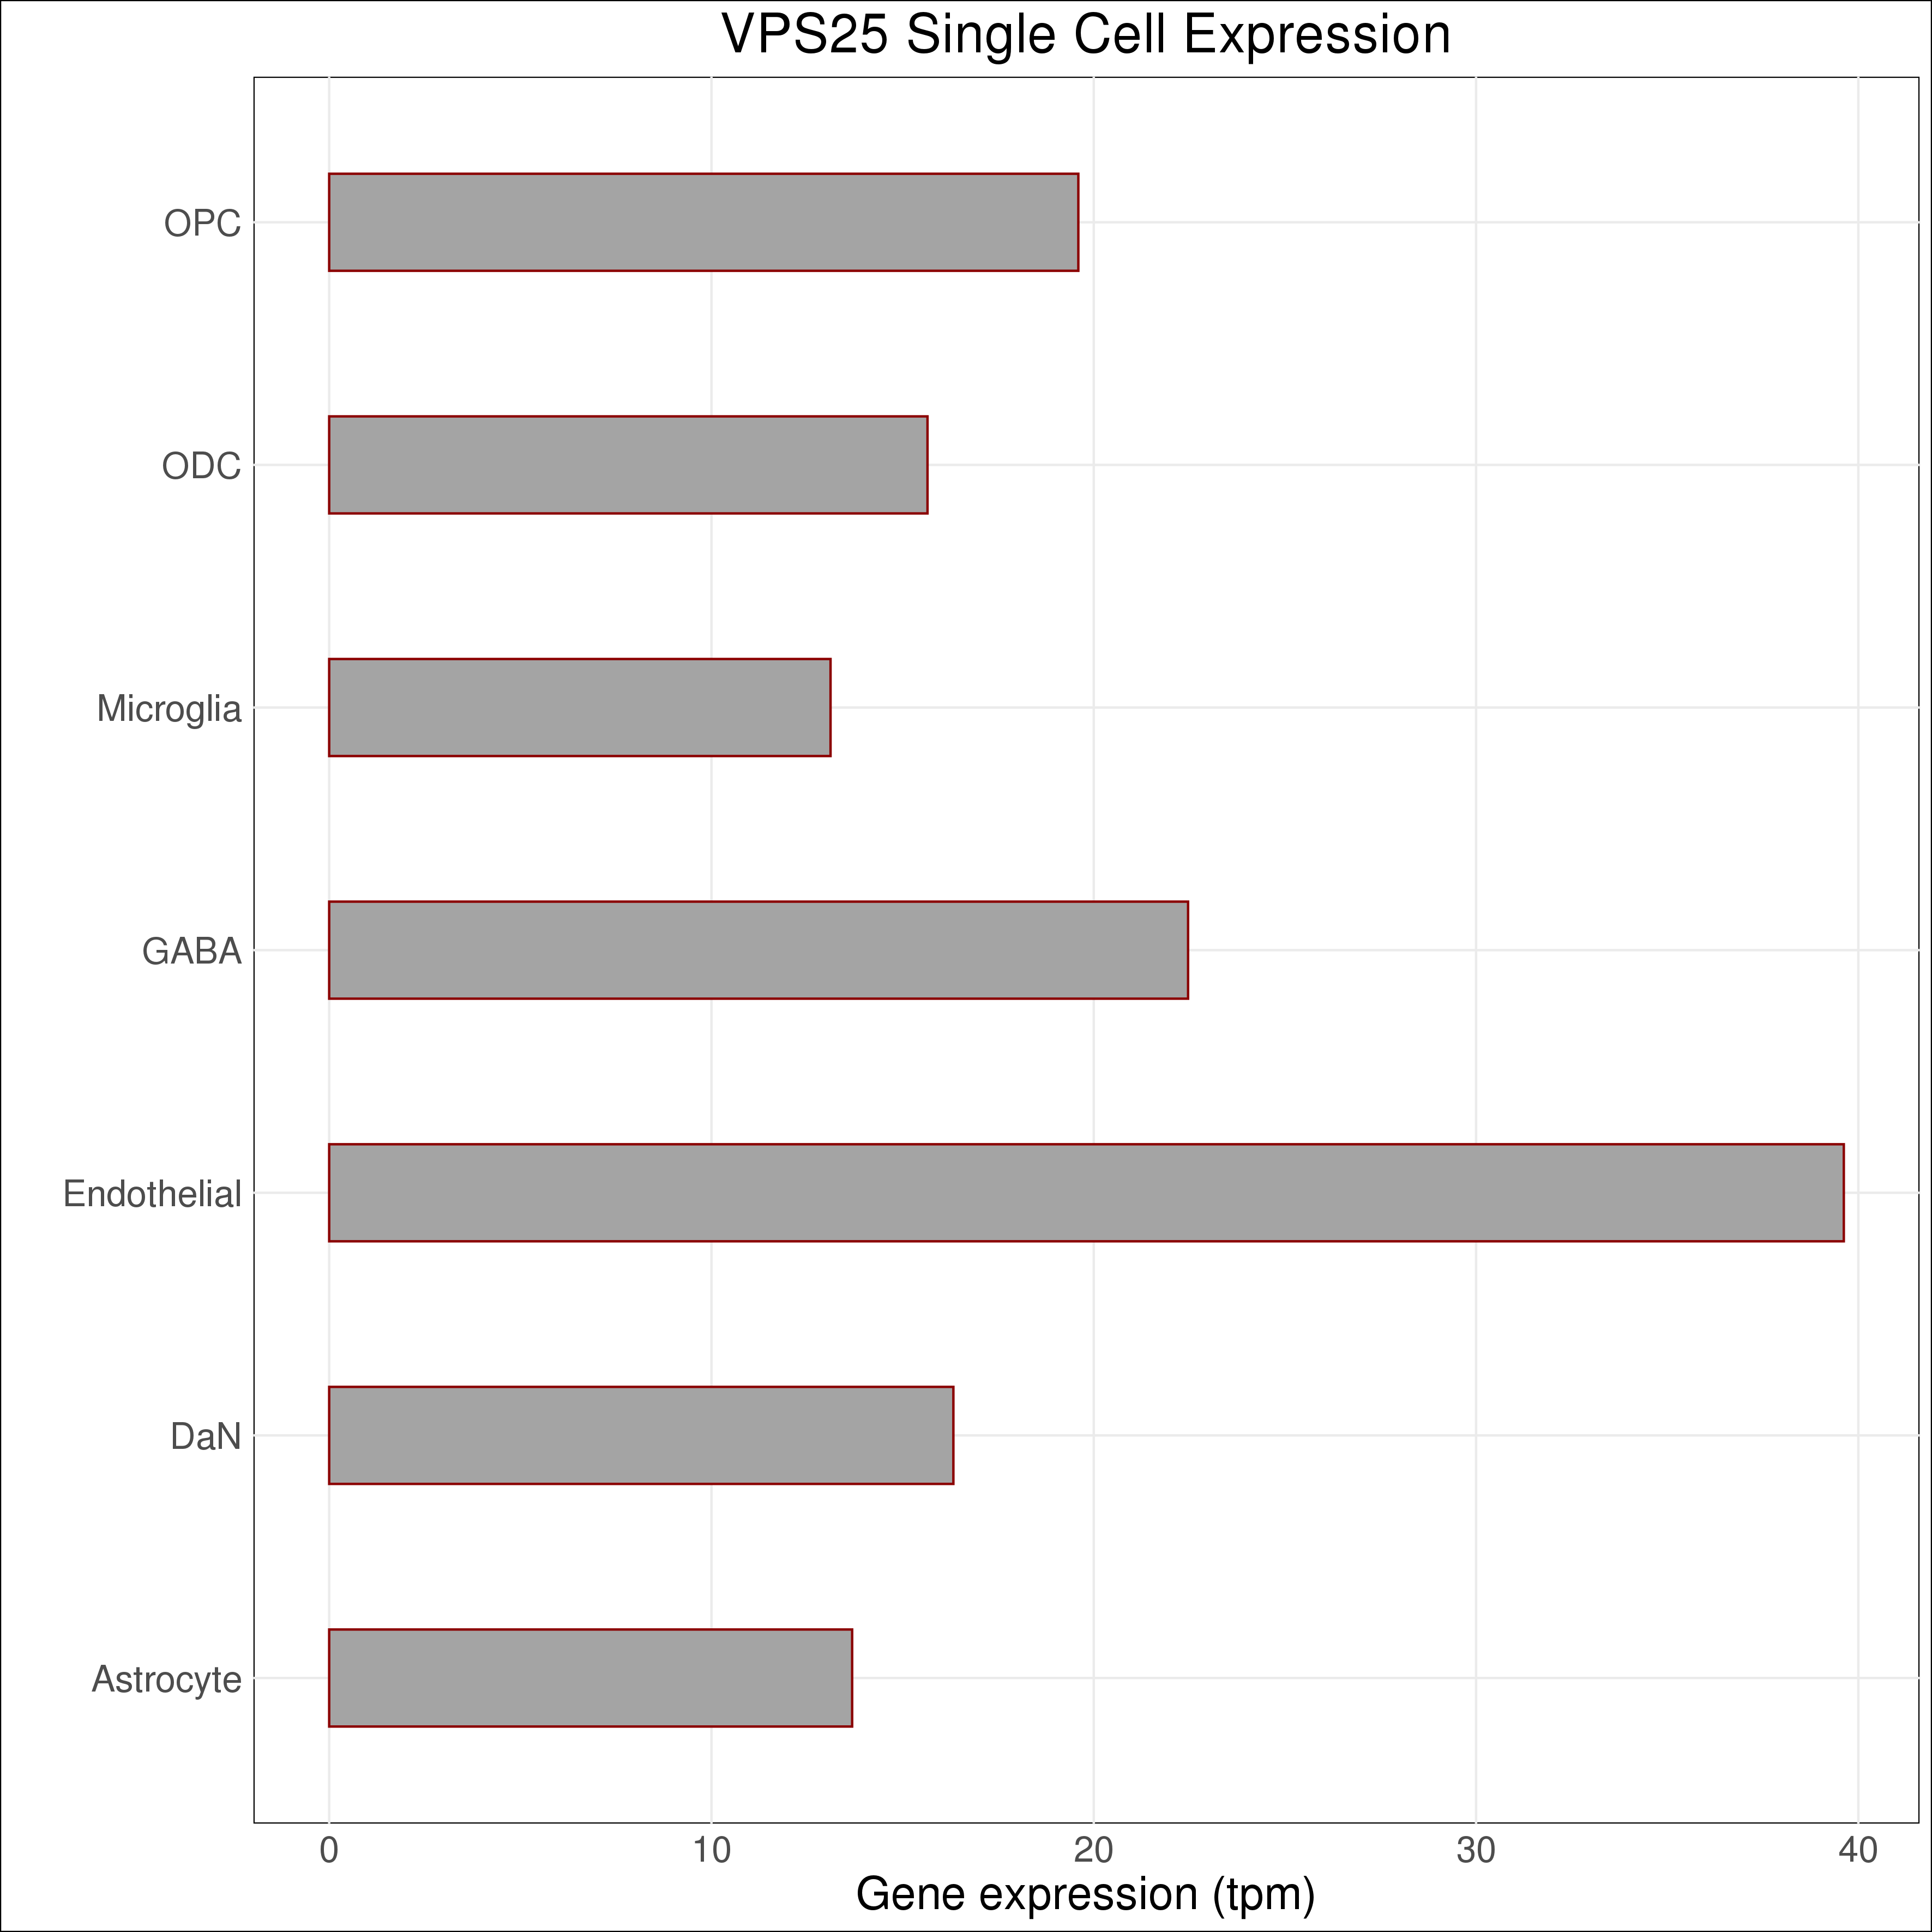 VPS25 Single Cell Expression
OPC
ODC
Microglia
GABA
Endothelial
DaN
Astrocyte
0 10 20 30 40
Gene expression (tpm)